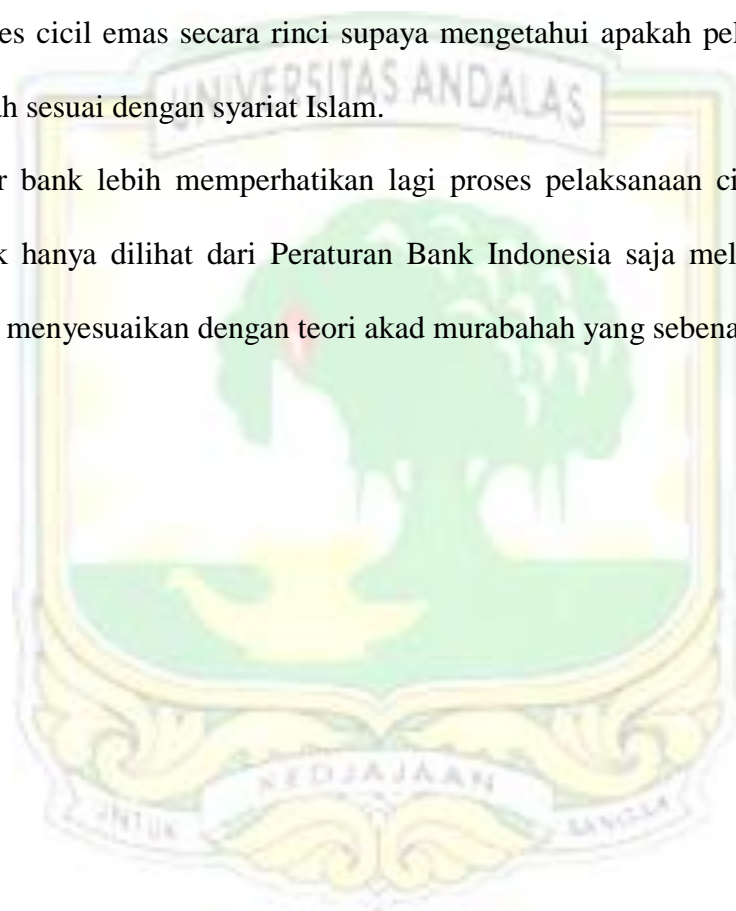 es cicil emas secara rinci supaya mengetahui apakah pel
ah sesuai dengan syariat Islam.
r bank lebih memperhatikan lagi proses pelaksanaan ci
k hanya dilihat dari Peraturan Bank Indonesia saja mel
menyesuaikan dengan teori akad murabahah yang sebena
UNIVERSITAS ANDALAS
UNTUK KEDJAJAAN BANGSA